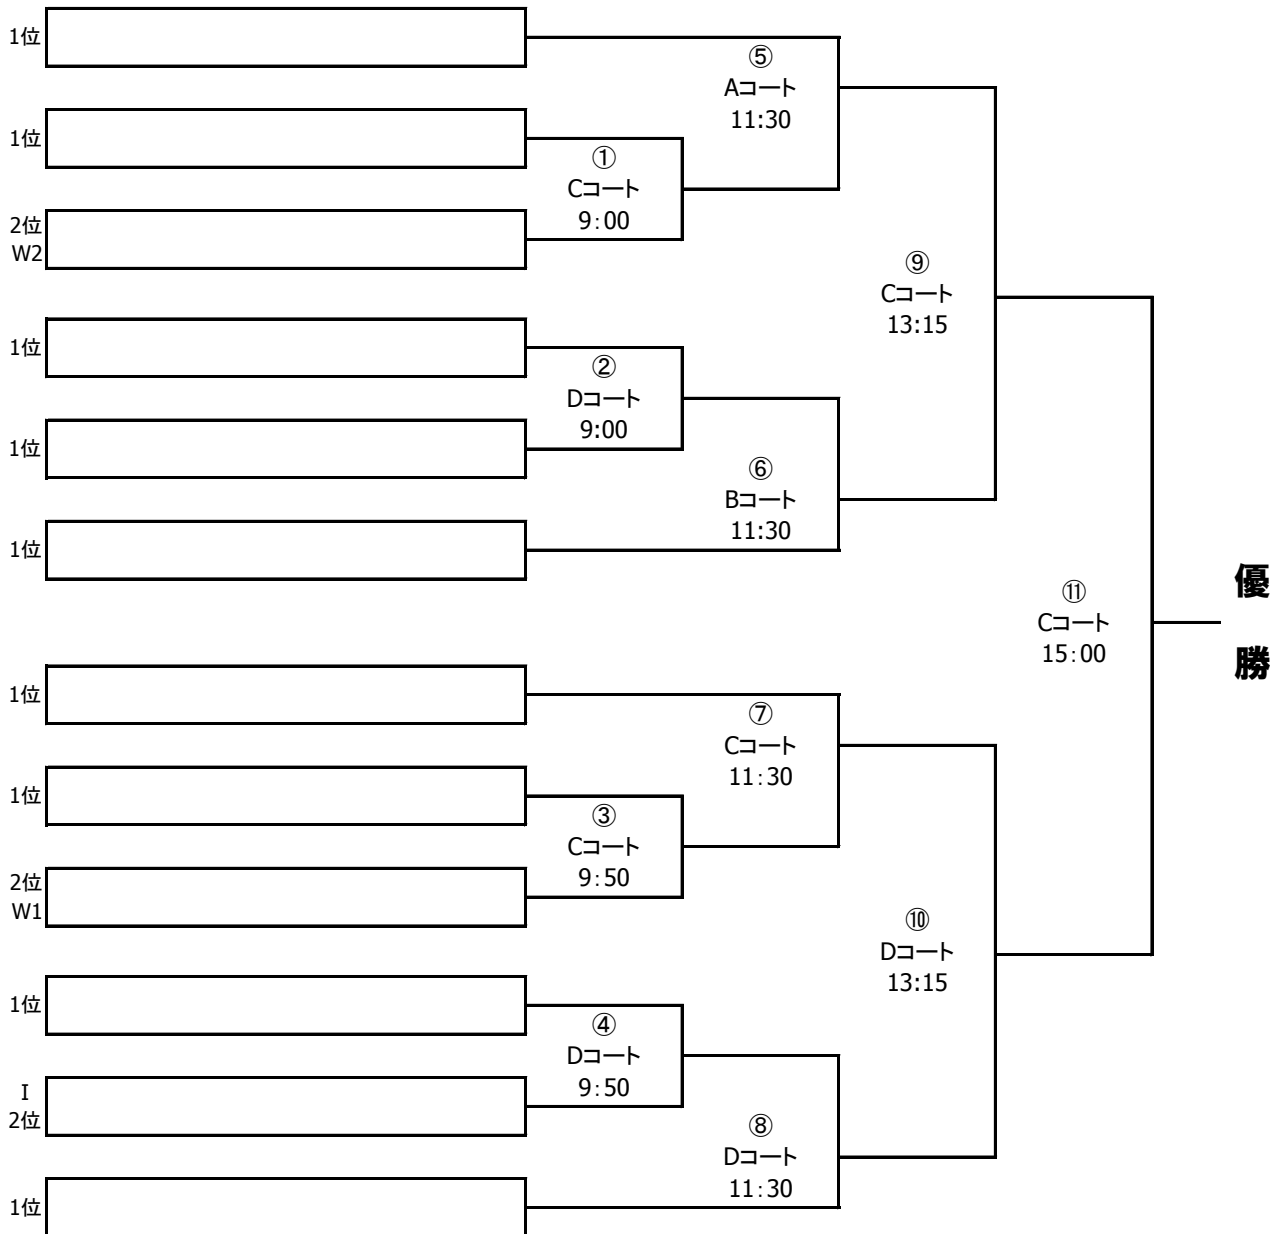 1位
⑤
Aコート
11:30
1位
①
Cコート
9:00
2位
W2
⑨
Cコート
13:15
1位
②
Dコート
9:00
1位
⑥
Bコート
11:30
1位
優
勝
⑪
Cコート
15:00
1位
⑦
Cコート
11:30
1位
③
Cコート
9:50
2位
W1
⑩
Dコート
13:15
1位
④
Dコート
9:50
I
2位
⑧
Dコート
11:30
1位